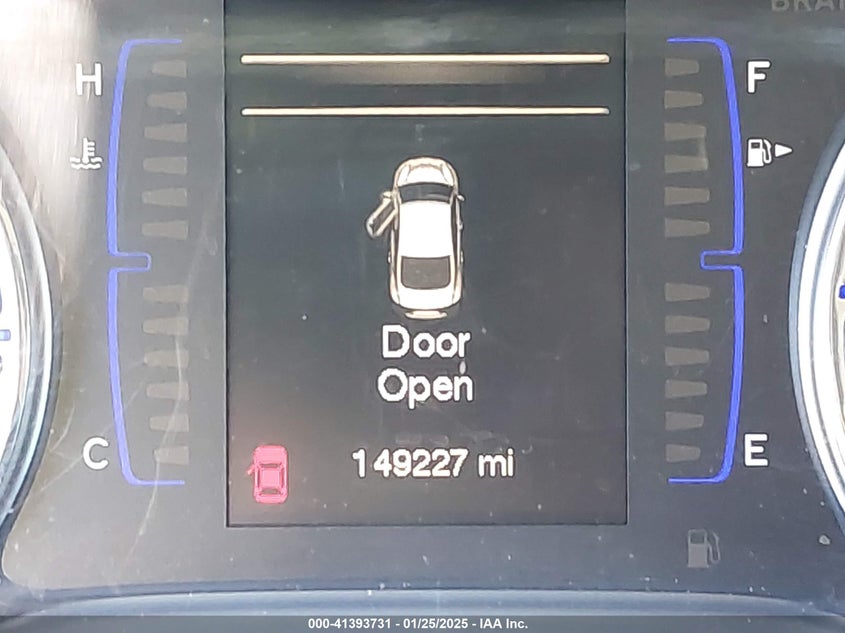 H
F
Door
Open
C
E
149227 mi
000-41393731 - 01/25/2025 - IAA Inc.